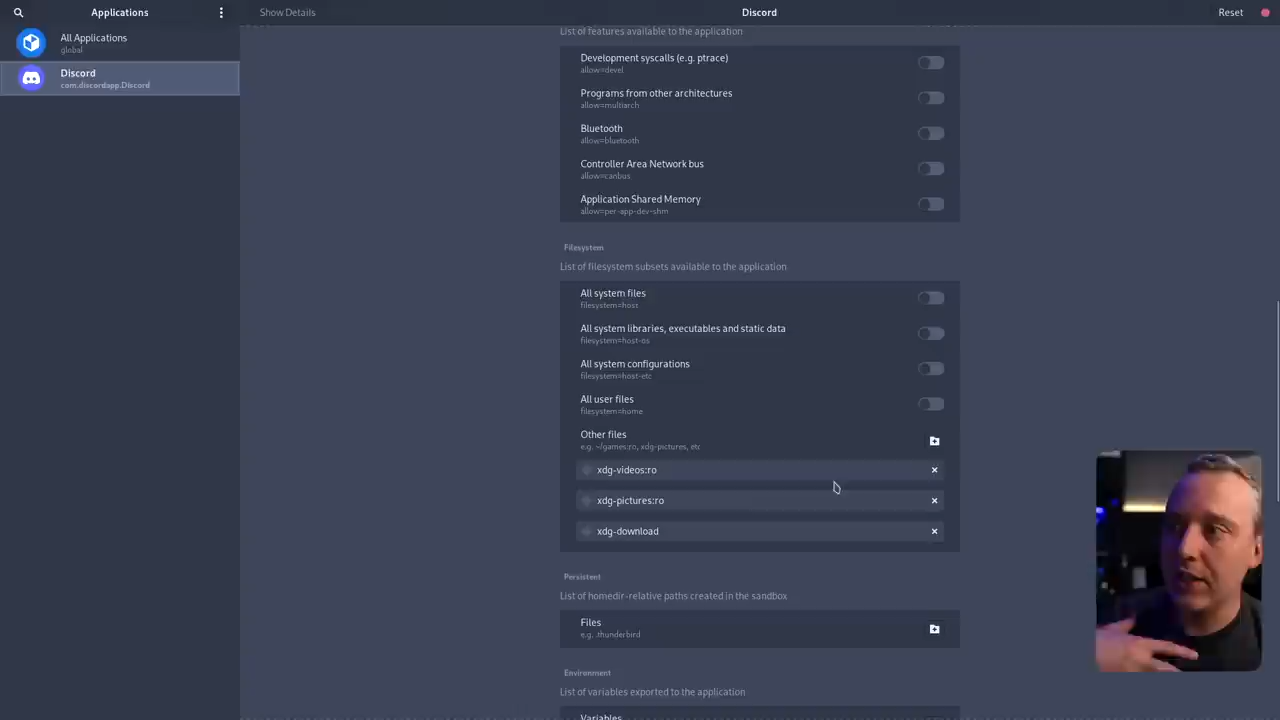 Applications
Show Details
Discord
Reset
All Applications
global
Discord
com.discordapp.Discord
List of features available to the application
Development syscalls (e.g. ptrace)
allow=devel
Programs from other architectures
allow=multiarch
Bluetooth
allow=bluetooth
Controller Area Network bus
allow=canbus
Application Shared Memory
allow=per-app-dev-shm
Filesystem
List of filesystem subsets available to the application
All system files
filesystem=host
All system libraries, executables and static data
filesystem=host-os
All system configurations
filesystem=host-etc
All user files
filesystem=home
Other files
e.g. ~/games:ro, xdg-pictures, etc
xdg-videos:ro
xdg-pictures:ro
xdg-download
Persistent
List of homedir-relative paths created in the sandbox
Files
e.g. .thunderbird
Environment
List of variables exported to the application
Variables